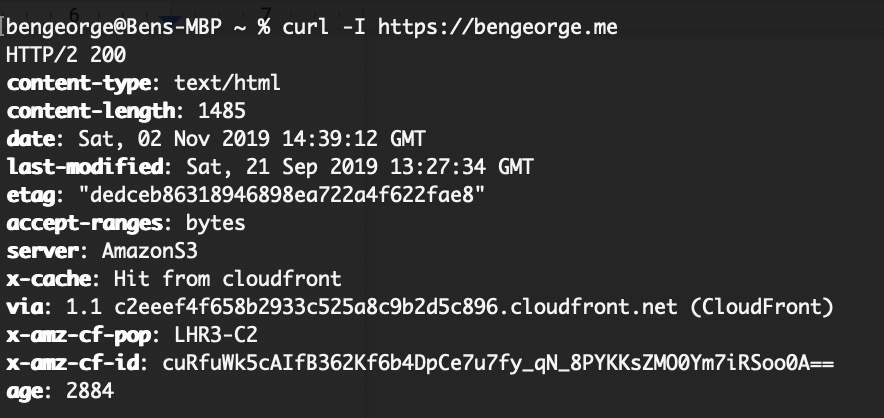 [bengeorge@Bens-MBP ~ % curl -I https://bengeorge.me
HTTP/2 200
content-type: text/html
content-length: 1485
date: Sat, 02 Nov 2019 14:39:12 GMT
last-modified: Sat, 21 Sep 2019 13:27:34 GMT
etag: "dedceb86318946898ea722a4f622fae8"
accept-ranges: bytes
server: AmazonS3
x-cache: Hit from cloudfront
via: 1.1 c2eeef4f658b2933c525a8c9b2d5c896.cloudfront.net (CloudFront)
x-amz-cf-pop: LHR3-C2
x-amz-cf-id: cuRfuWk5cAIfB362Kf6b4DpCe7u7fy_qN_8PYKKsZMO0Ym7iRSoo0A==
age: 2884